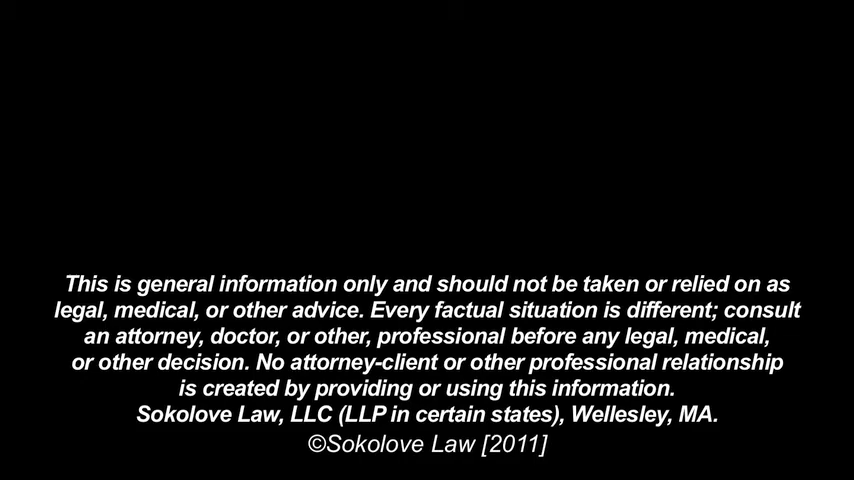 This is general information only and should not be taken or relied on as
legal, medical, or other advice. Every factual situation is different; consult
an attorney, doctor, or other, professional before any legal, medical,
or other decision. No attorney-client or other professional relationship
is created by providing or using this information.
Sokolove Law, LLC (LLP in certain states), Wellesley, MA.
©Sokolove Law [2011]